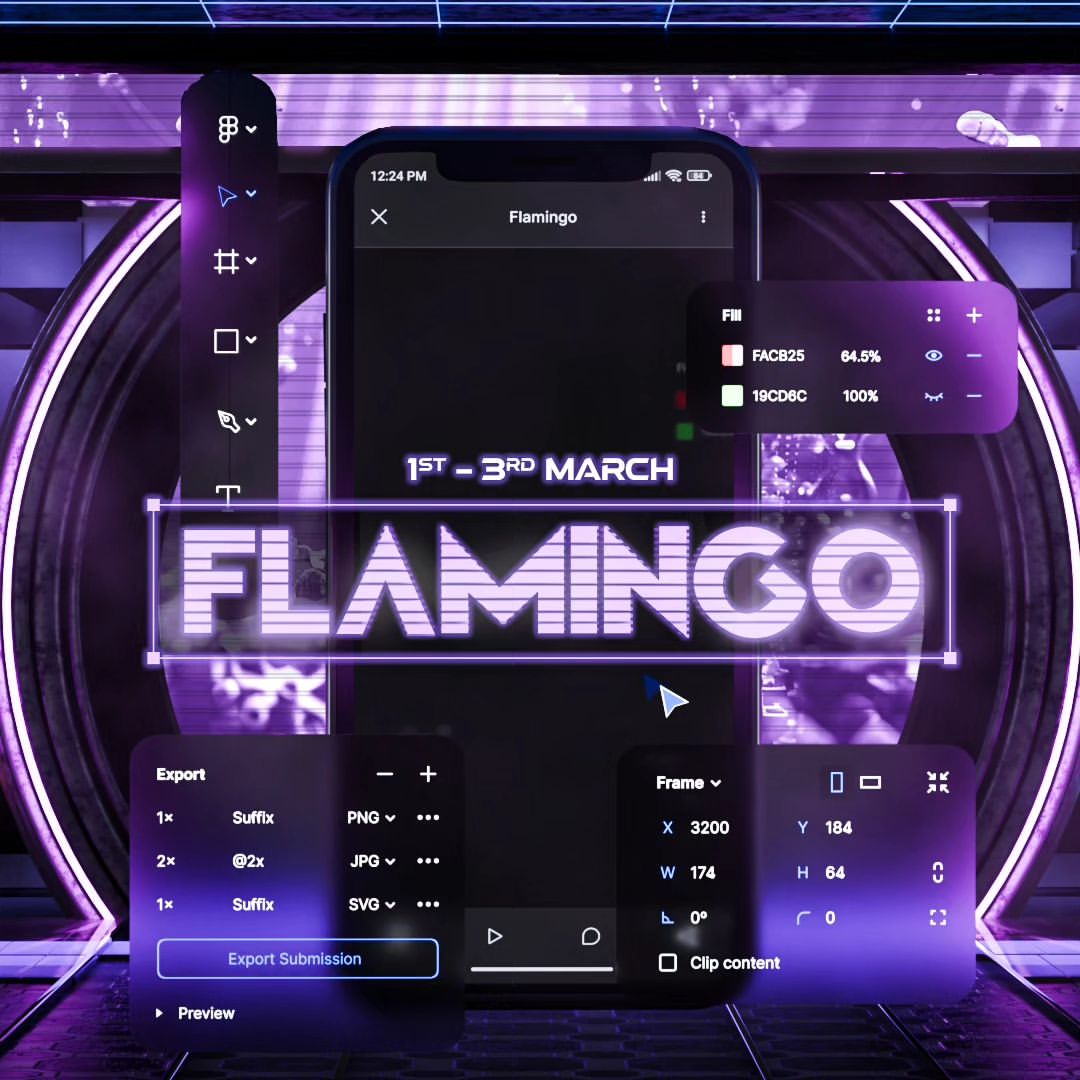 12:24 PM
84
Flamingo
Fill
FACB25 64.5%
19CD6C 100%
1ST – 3RD MARCH
T
FLAMINGO
Export
1× Suffix PNG
2× @2x JPG
1× Suffix SVG
Export Submission
Preview
Frame
X 3200 Y 184
W 174 H 64
0° 0
Clip content